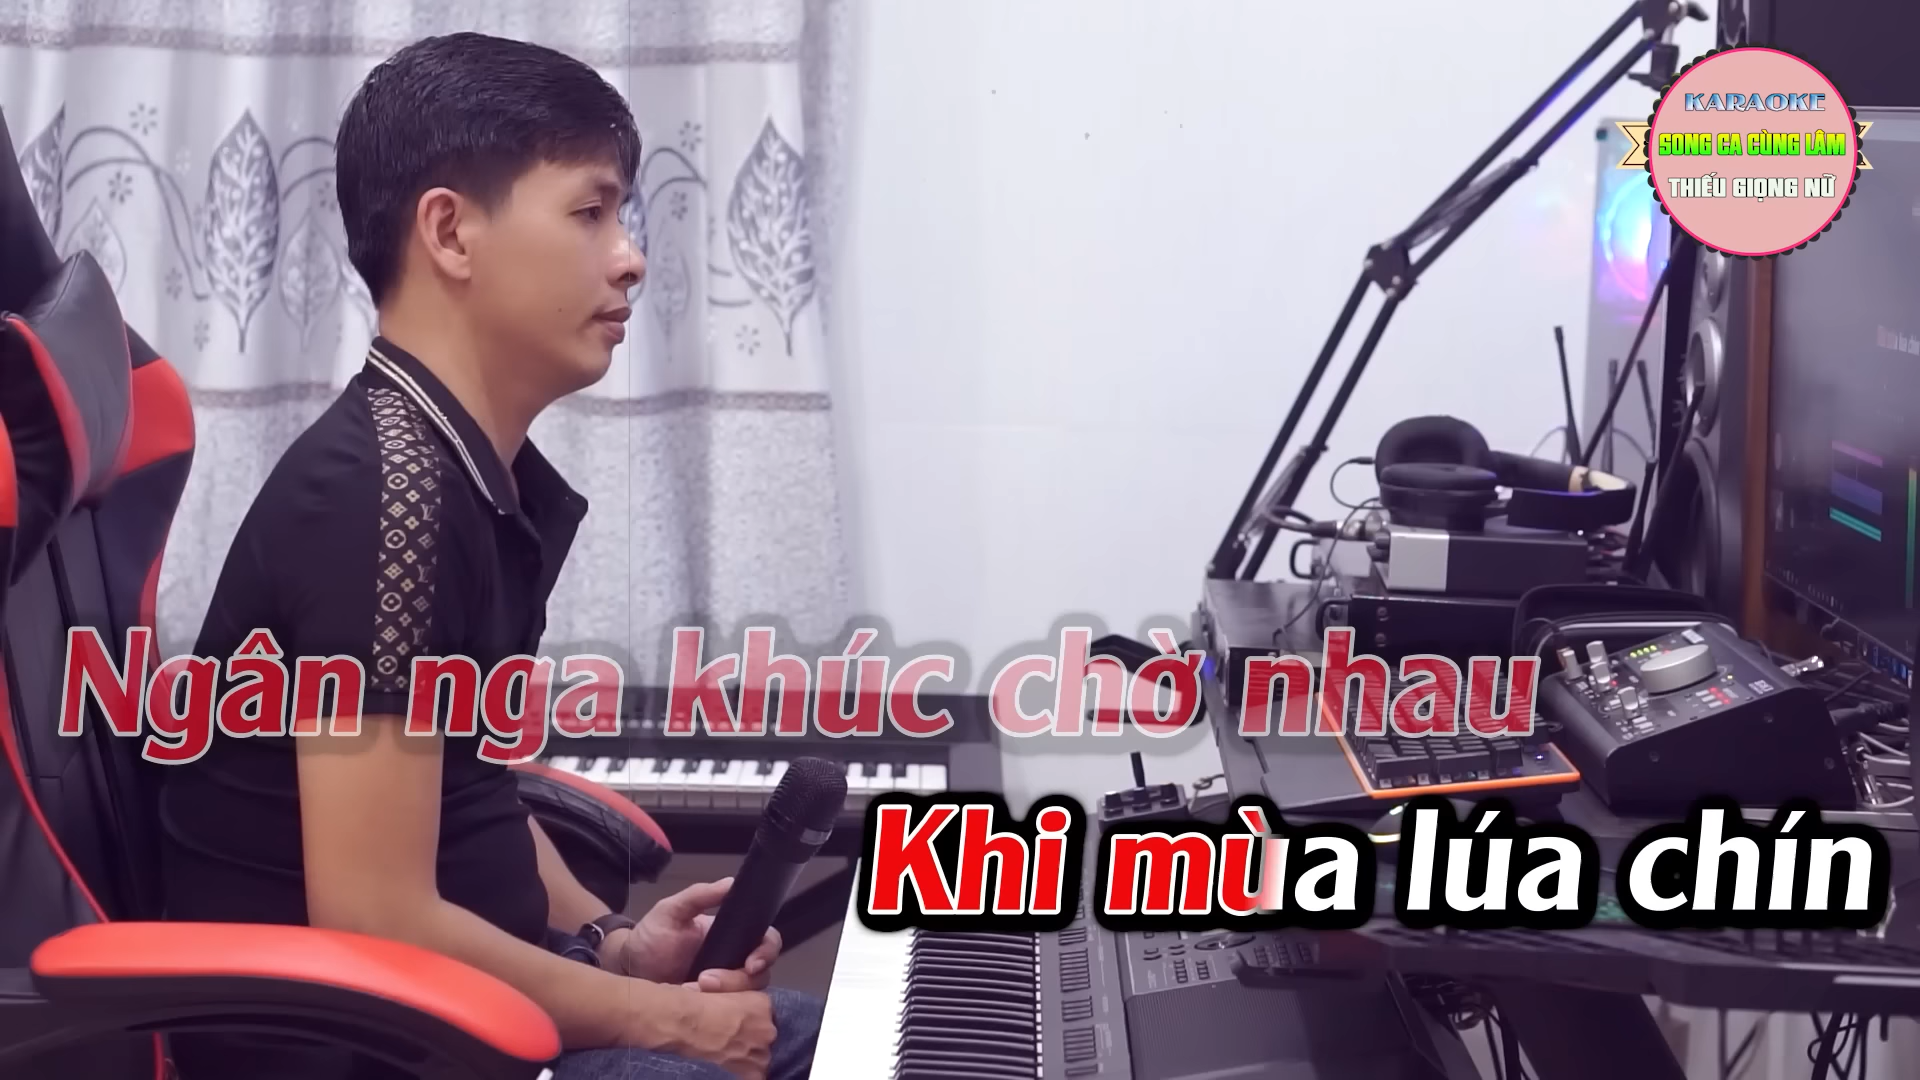 KARAOKE
SONG CA CÙNG LÂM
THIẾU GIỌNG NỮ
Ngân nga khúc chờ nhau
Khi mùa lúa chín